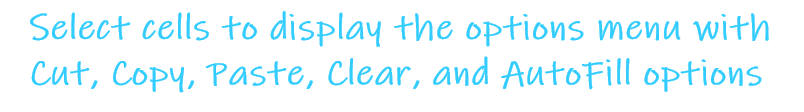 Select cells to display the options menu with
Cut, Copy, Paste, Clear, and AutoFill options